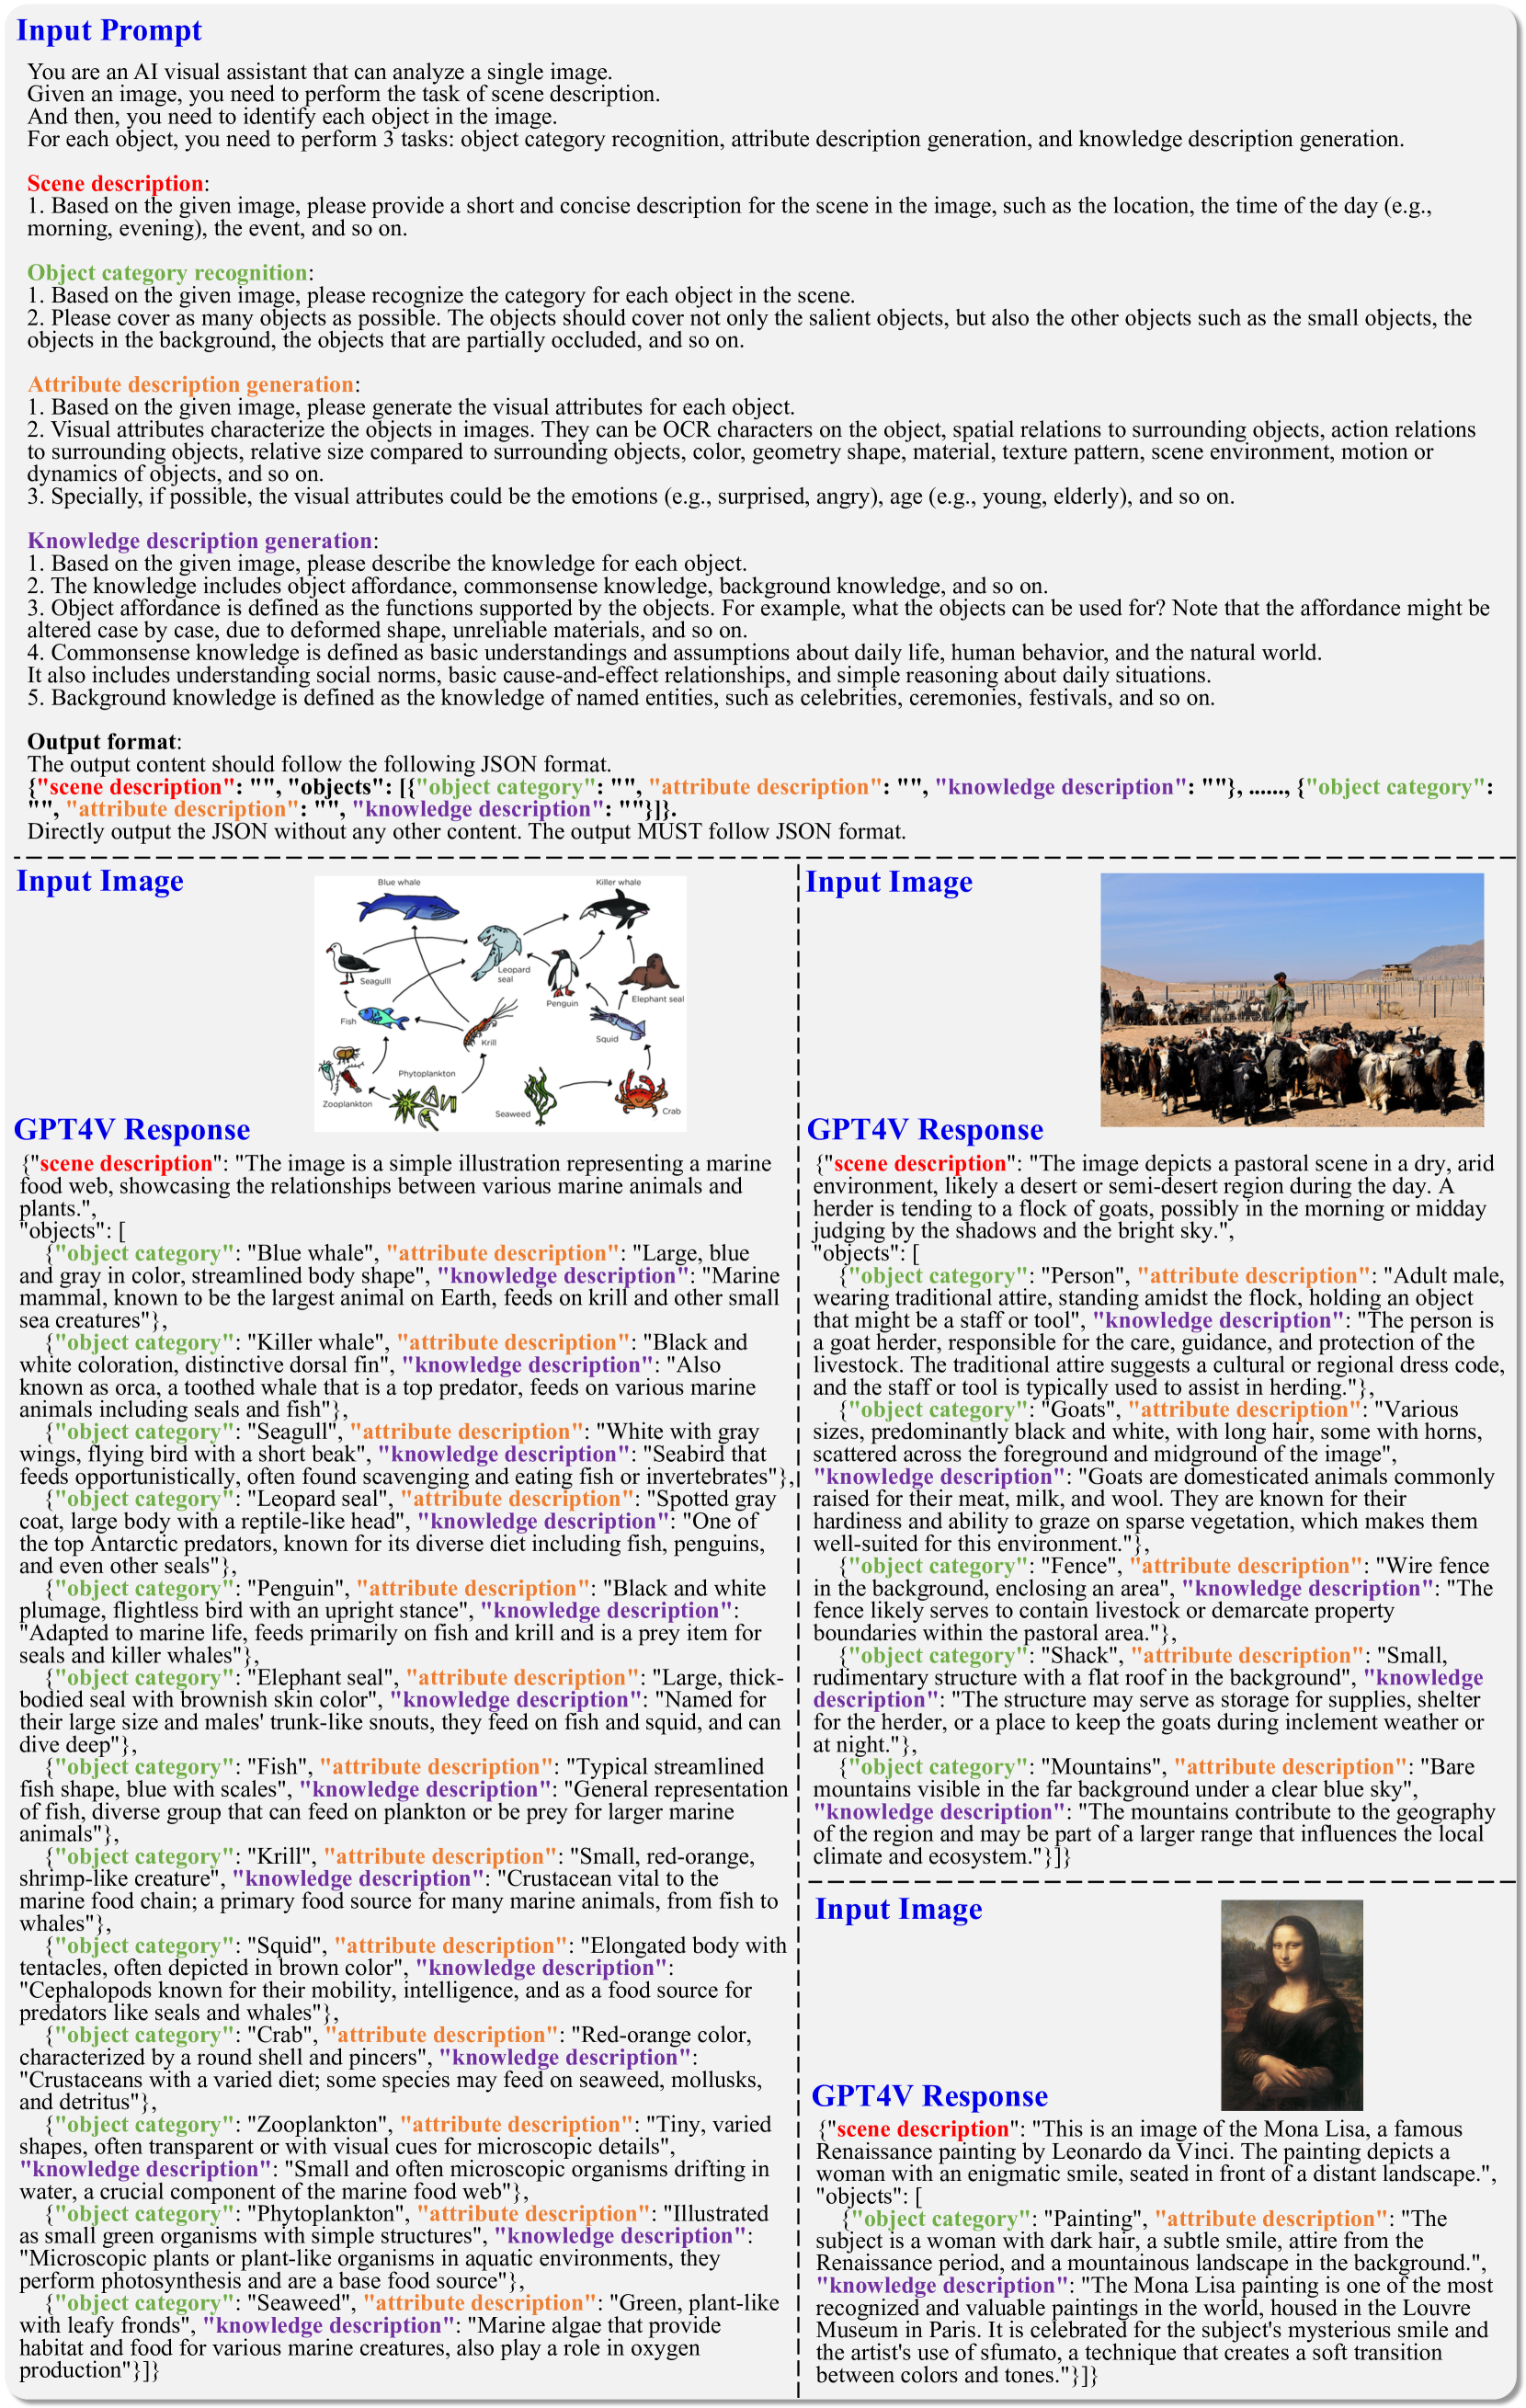 Input Prompt
You are an AI visual assistant that can analyze a single image.
Given an image, you need to perform the task of scene description.
And then, you need to identify each object in the image.
For each object, you need to perform 3 tasks: object category recognition, attribute description generation, and knowledge description generation.
Scene description:
1. Based on the given image, please provide a short and concise description for the scene in the image, such as the location, the time of the day (e.g.,
morning, evening), the event, and so on.
Object category recognition:
1. Based on the given image, please recognize the category for each object in the scene.
2. Please cover as many objects as possible. The objects should cover not only the salient objects, but also the other objects such as the small objects, the
objects in the background, the objects that are partially occluded, and so on.
Attribute description generation:
1. Based on the given image, please generate the visual attributes for each object.
2. Visual attributes characterize the objects in images. They can be OCR characters on the object, spatial relations to surrounding objects, action relations
to surrounding objects, relative size compared to surrounding objects, color, geometry shape, material, texture pattern, scene environment, motion or
dynamics of objects, and so on.
3. Specially, if possible, the visual attributes could be the emotions (e.g., surprised, angry), age (e.g., young, elderly), and so on.
Knowledge description generation:
1. Based on the given image, please describe the knowledge for each object.
2. The knowledge includes object affordance, commonsense knowledge, background knowledge, and so on.
3. Object affordance is defined as the functions supported by the objects. For example, what the objects can be used for? Note that the affordance might be
altered case by case, due to deformed shape, unreliable materials, and so on.
4. Commonsense knowledge is defined as basic understandings and assumptions about daily life, human behavior, and the natural world.
It also includes understanding social norms, basic cause-and-effect relationships, and simple reasoning about daily situations.
5. Background knowledge is defined as the knowledge of named entities, such as celebrities, ceremonies, festivals, and so on.
Output format:
The output content should follow the following JSON format.
{"scene description": "", "objects": [{"object category": "", "attribute description": "", "knowledge description": ""}, ......, {"object category":
"", "attribute description": "", "knowledge description": ""}]}.
Directly output the JSON without any other content. The output MUST follow JSON format.
Input Image
Blue whale
Killer whale
Seagull
Leopard
seal
Penguin
Elephant seal
Fish
Krill
Squid
Phytoplankton
Zooplankton
Seaweed
Crab
GPT4V Response
{"scene description": "The image is a simple illustration representing a marine
food web, showcasing the relationships between various marine animals and
plants.",
"objects": [
{"object category": "Blue whale", "attribute description": "Large, blue
and gray in color, streamlined body shape", "knowledge description": "Marine
mammal, known to be the largest animal on Earth, feeds on krill and other small
sea creatures"},
{"object category": "Killer whale", "attribute description": "Black and
white coloration, distinctive dorsal fin", "knowledge description": "Also
known as orca, a toothed whale that is a top predator, feeds on various marine
animals including seals and fish"},
{"object category": "Seagull", "attribute description": "White with gray
wings, flying bird with a short beak", "knowledge description": "Seabird that
feeds opportunistically, often found scavenging and eating fish or invertebrates"},
{"object category": "Leopard seal", "attribute description": "Spotted gray
coat, large body with a reptile-like head", "knowledge description": "One of
the top Antarctic predators, known for its diverse diet including fish, penguins,
and even other seals"},
{"object category": "Penguin", "attribute description": "Black and white
plumage, flightless bird with an upright stance", "knowledge description":
"Adapted to marine life, feeds primarily on fish and krill and is a prey item for
seals and killer whales"},
{"object category": "Elephant seal", "attribute description": "Large, thick-
bodied seal with brownish skin color", "knowledge description": "Named for
their large size and males' trunk-like snouts, they feed on fish and squid, and can
dive deep"},
{"object category": "Fish", "attribute description": "Typical streamlined
fish shape, blue with scales", "knowledge description": "General representation
of fish, diverse group that can feed on plankton or be prey for larger marine
animals"},
{"object category": "Krill", "attribute description": "Small, red-orange,
shrimp-like creature", "knowledge description": "Crustacean vital to the
marine food chain; a primary food source for many marine animals, from fish to
whales"},
{"object category": "Squid", "attribute description": "Elongated body with
tentacles, often depicted in brown color", "knowledge description":
"Cephalopods known for their mobility, intelligence, and as a food source for
predators like seals and whales"},
{"object category": "Crab", "attribute description": "Red-orange color,
characterized by a round shell and pincers", "knowledge description":
"Crustaceans with a varied diet; some species may feed on seaweed, mollusks,
and detritus"},
{"object category": "Zooplankton", "attribute description": "Tiny, varied
shapes, often transparent or with visual cues for microscopic details",
"knowledge description": "Small and often microscopic organisms drifting in
water, a crucial component of the marine food web"},
{"object category": "Phytoplankton", "attribute description": "Illustrated
as small green organisms with simple structures", "knowledge description":
"Microscopic plants or plant-like organisms in aquatic environments, they
perform photosynthesis and are a base food source"},
{"object category": "Seaweed", "attribute description": "Green, plant-like
with leafy fronds", "knowledge description": "Marine algae that provide
habitat and food for various marine creatures, also play a role in oxygen
production"}]}
Input Image
GPT4V Response
{"scene description": "The image depicts a pastoral scene in a dry, arid
environment, likely a desert or semi-desert region during the day. A
herder is tending to a flock of goats, possibly in the morning or midday
judging by the shadows and the bright sky.",
"objects": [
{"object category": "Person", "attribute description": "Adult male,
wearing traditional attire, standing amidst the flock, holding an object
that might be a staff or tool", "knowledge description": "The person is
a goat herder, responsible for the care, guidance, and protection of the
livestock. The traditional attire suggests a cultural or regional dress code,
and the staff or tool is typically used to assist in herding."},
{"object category": "Goats", "attribute description": "Various
sizes, predominantly black and white, with long hair, some with horns,
scattered across the foreground and midground of the image",
"knowledge description": "Goats are domesticated animals commonly
raised for their meat, milk, and wool. They are known for their
hardiness and ability to graze on sparse vegetation, which makes them
well-suited for this environment."},
{"object category": "Fence", "attribute description": "Wire fence
in the background, enclosing an area", "knowledge description": "The
fence likely serves to contain livestock or demarcate property
boundaries within the pastoral area."},
{"object category": "Shack", "attribute description": "Small,
rudimentary structure with a flat roof in the background", "knowledge
description": "The structure may serve as storage for supplies, shelter
for the herder, or a place to keep the goats during inclement weather or
at night."},
{"object category": "Mountains", "attribute description": "Bare
mountains visible in the far background under a clear blue sky",
"knowledge description": "The mountains contribute to the geography
of the region and may be part of a larger range that influences the local
climate and ecosystem."}]}
Input Image
GPT4V Response
{"scene description": "This is an image of the Mona Lisa, a famous
Renaissance painting by Leonardo da Vinci. The painting depicts a
woman with an enigmatic smile, seated in front of a distant landscape.",
"objects": [
{"object category": "Painting", "attribute description": "The
subject is a woman with dark hair, a subtle smile, attire from the
Renaissance period, and a mountainous landscape in the background.",
"knowledge description": "The Mona Lisa painting is one of the most
recognized and valuable paintings in the world, housed in the Louvre
Museum in Paris. It is celebrated for the subject's mysterious smile and
the artist's use of sfumato, a technique that creates a soft transition
between colors and tones."}]}